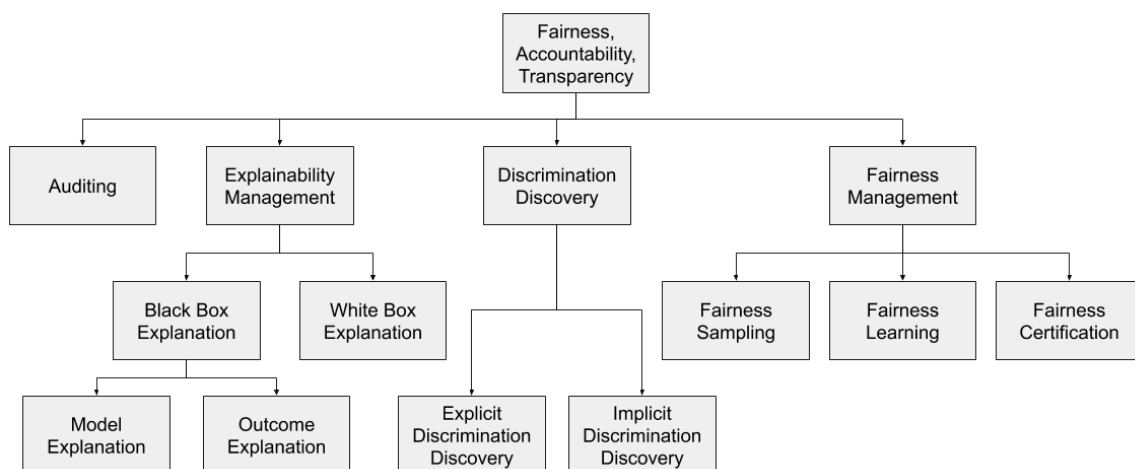 Fairness,
Accountability,
Transparency
Auditing
Explainability
Management
Discrimination
Discovery
Fairness
Management
Black Box
Explanation
White Box
Explanation
Fairness
Sampling
Fairness
Learning
Fairness
Certification
Model
Explanation
Outcome
Explanation
Explicit
Discrimination
Discovery
Implicit
Discrimination
Discovery